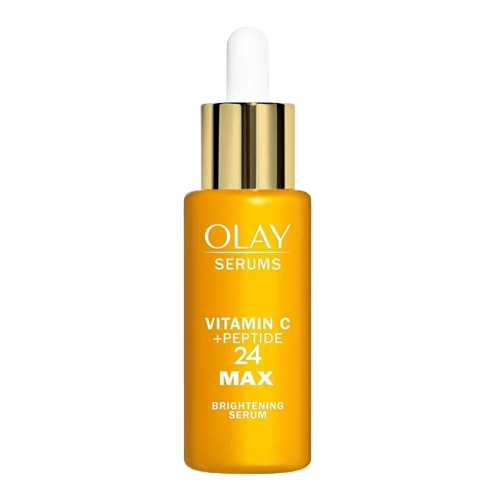 OLAY
SERUMS
VITAMIN C
+PEPTIDE
24
MAX
BRIGHTENING
SERUM